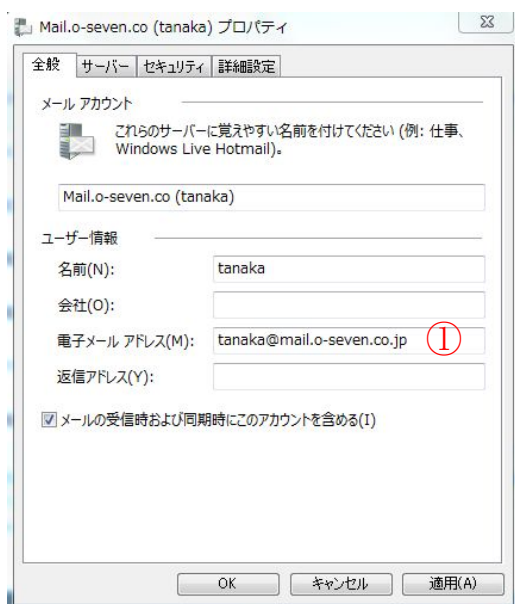 Mail.o-seven.co (tanaka) プロパティ
全般 サーバー セキュリティ 詳細設定
メール アカウント
これらのサーバーに覚えやすい名前を付けてください (例: 仕事、
Windows Live Hotmail)。
Mail.o-seven.co (tanaka)
ユーザー情報
名前(N): tanaka
会社(O):
電子メール アドレス(M): tanaka@mail.o-seven.co.jp ①
返信アドレス(Y):
メールの受信時および同期時にこのアカウントを含める(I)
OK キャンセル 適用(A)